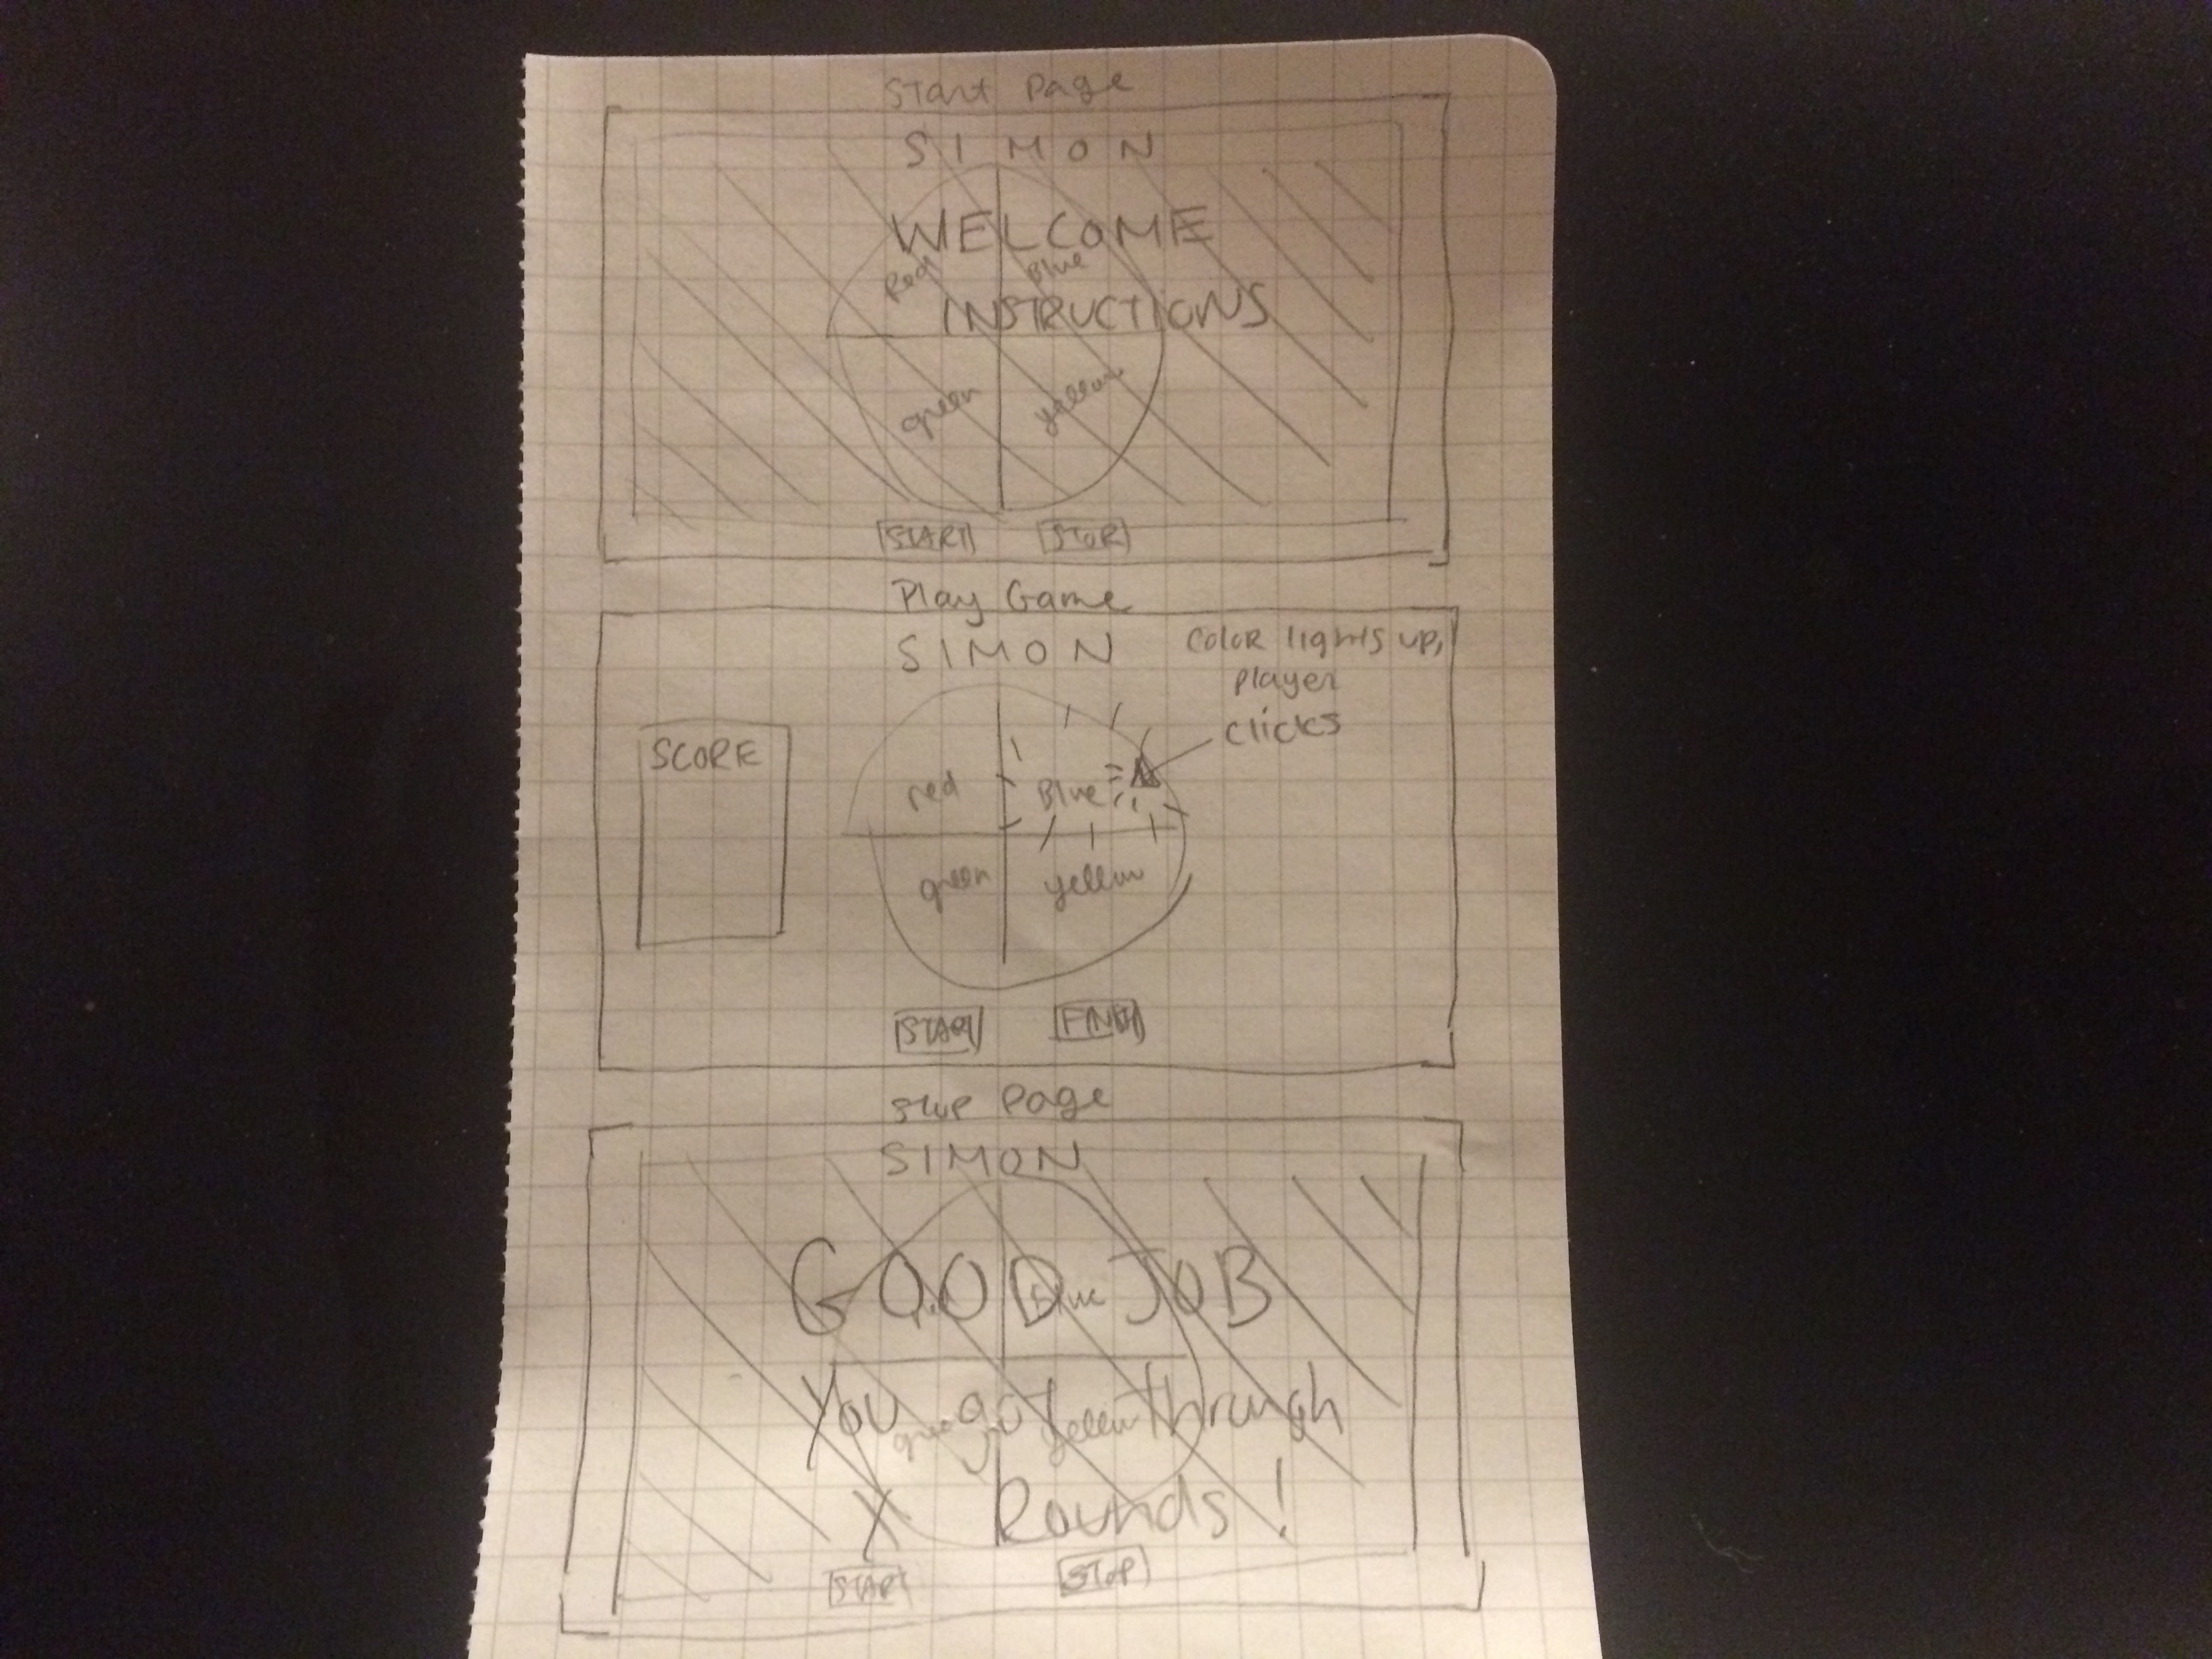 Start Page
SIMON
WELCOME
Red Blue
INSTRUCTIONS
green yellow
START STOP
Play Game
SIMON
Color lights up,
player
clicks
SCORE
red Blue
green yellow
START FINISH
Stop Page
SIMON
GOOD JOB
Blue
You got through
green yellow
X Rounds!
START STOP